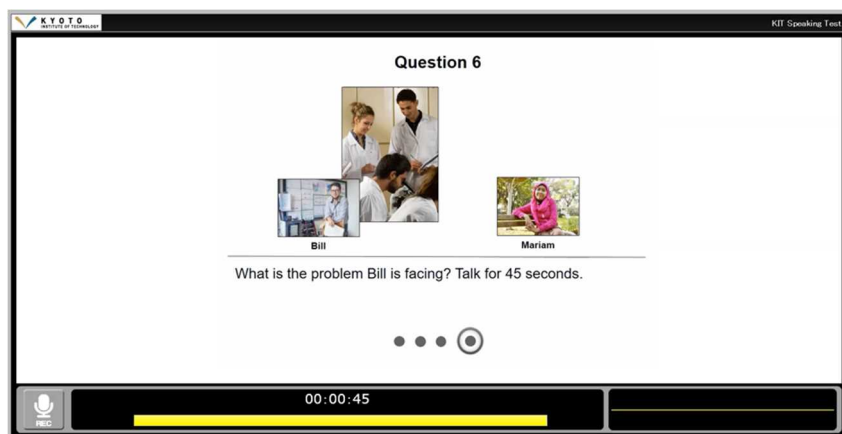 KYOTO
INSTITUTE OF TECHNOLOGY
KIT Speaking Test
Question 6
Bill
Mariam
What is the problem Bill is facing? Talk for 45 seconds.
00:00:45
REC